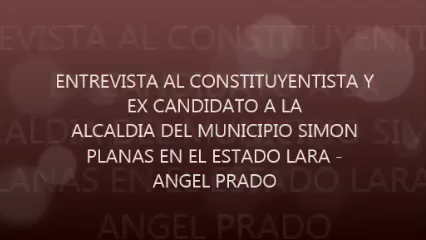 ENTREVISTA AL CONSTITUYENTISTA Y
EX CANDIDATO A LA
ALCALDIA DEL MUNICIPIO SIMON
PLANAS EN EL ESTADO LARA -
ANGEL PRADO